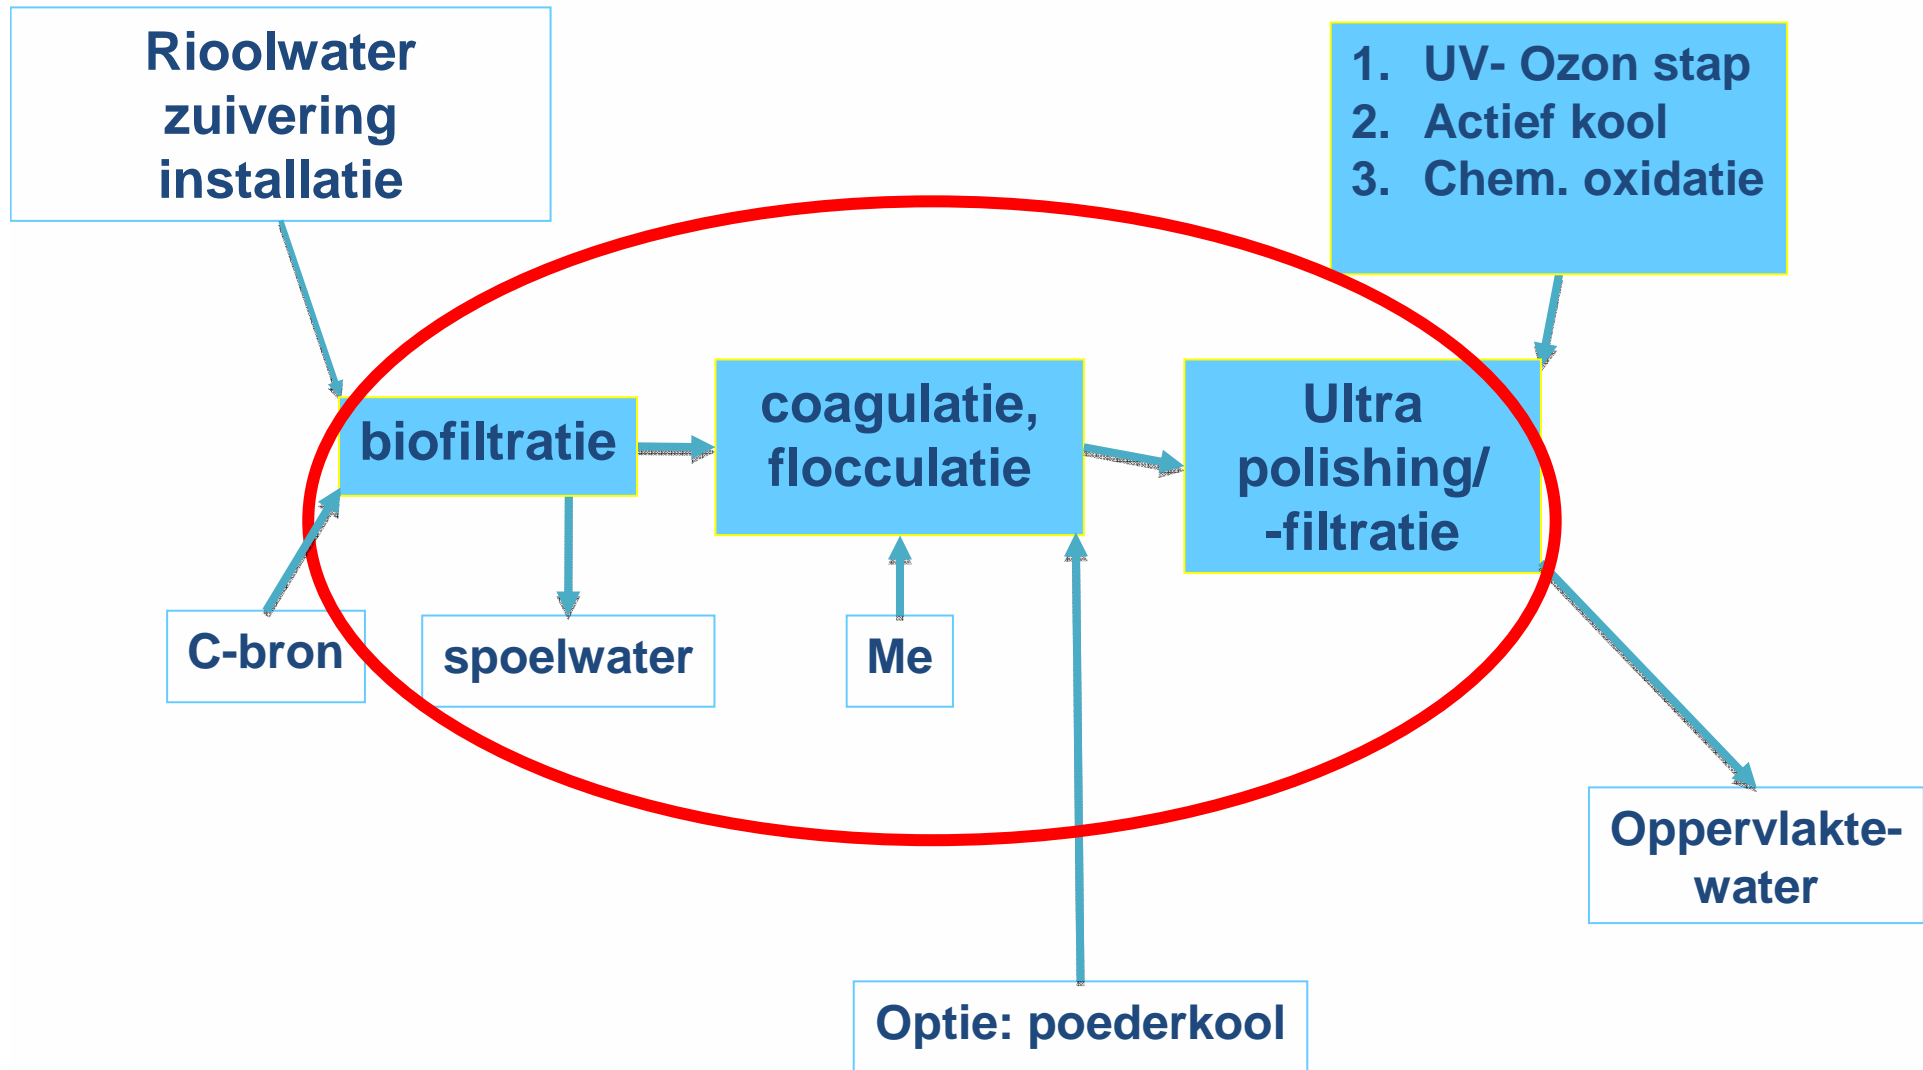 Rioolwater
zuivering
installatie
1. UV- Ozon stap
2. Actief kool
3. Chem. oxidatie
biofiltratie
coagulatie,
flocculatie
Ultra
polishing/
-filtratie
C-bron
spoelwater
Me
Oppervlakte-
water
Optie: poederkool